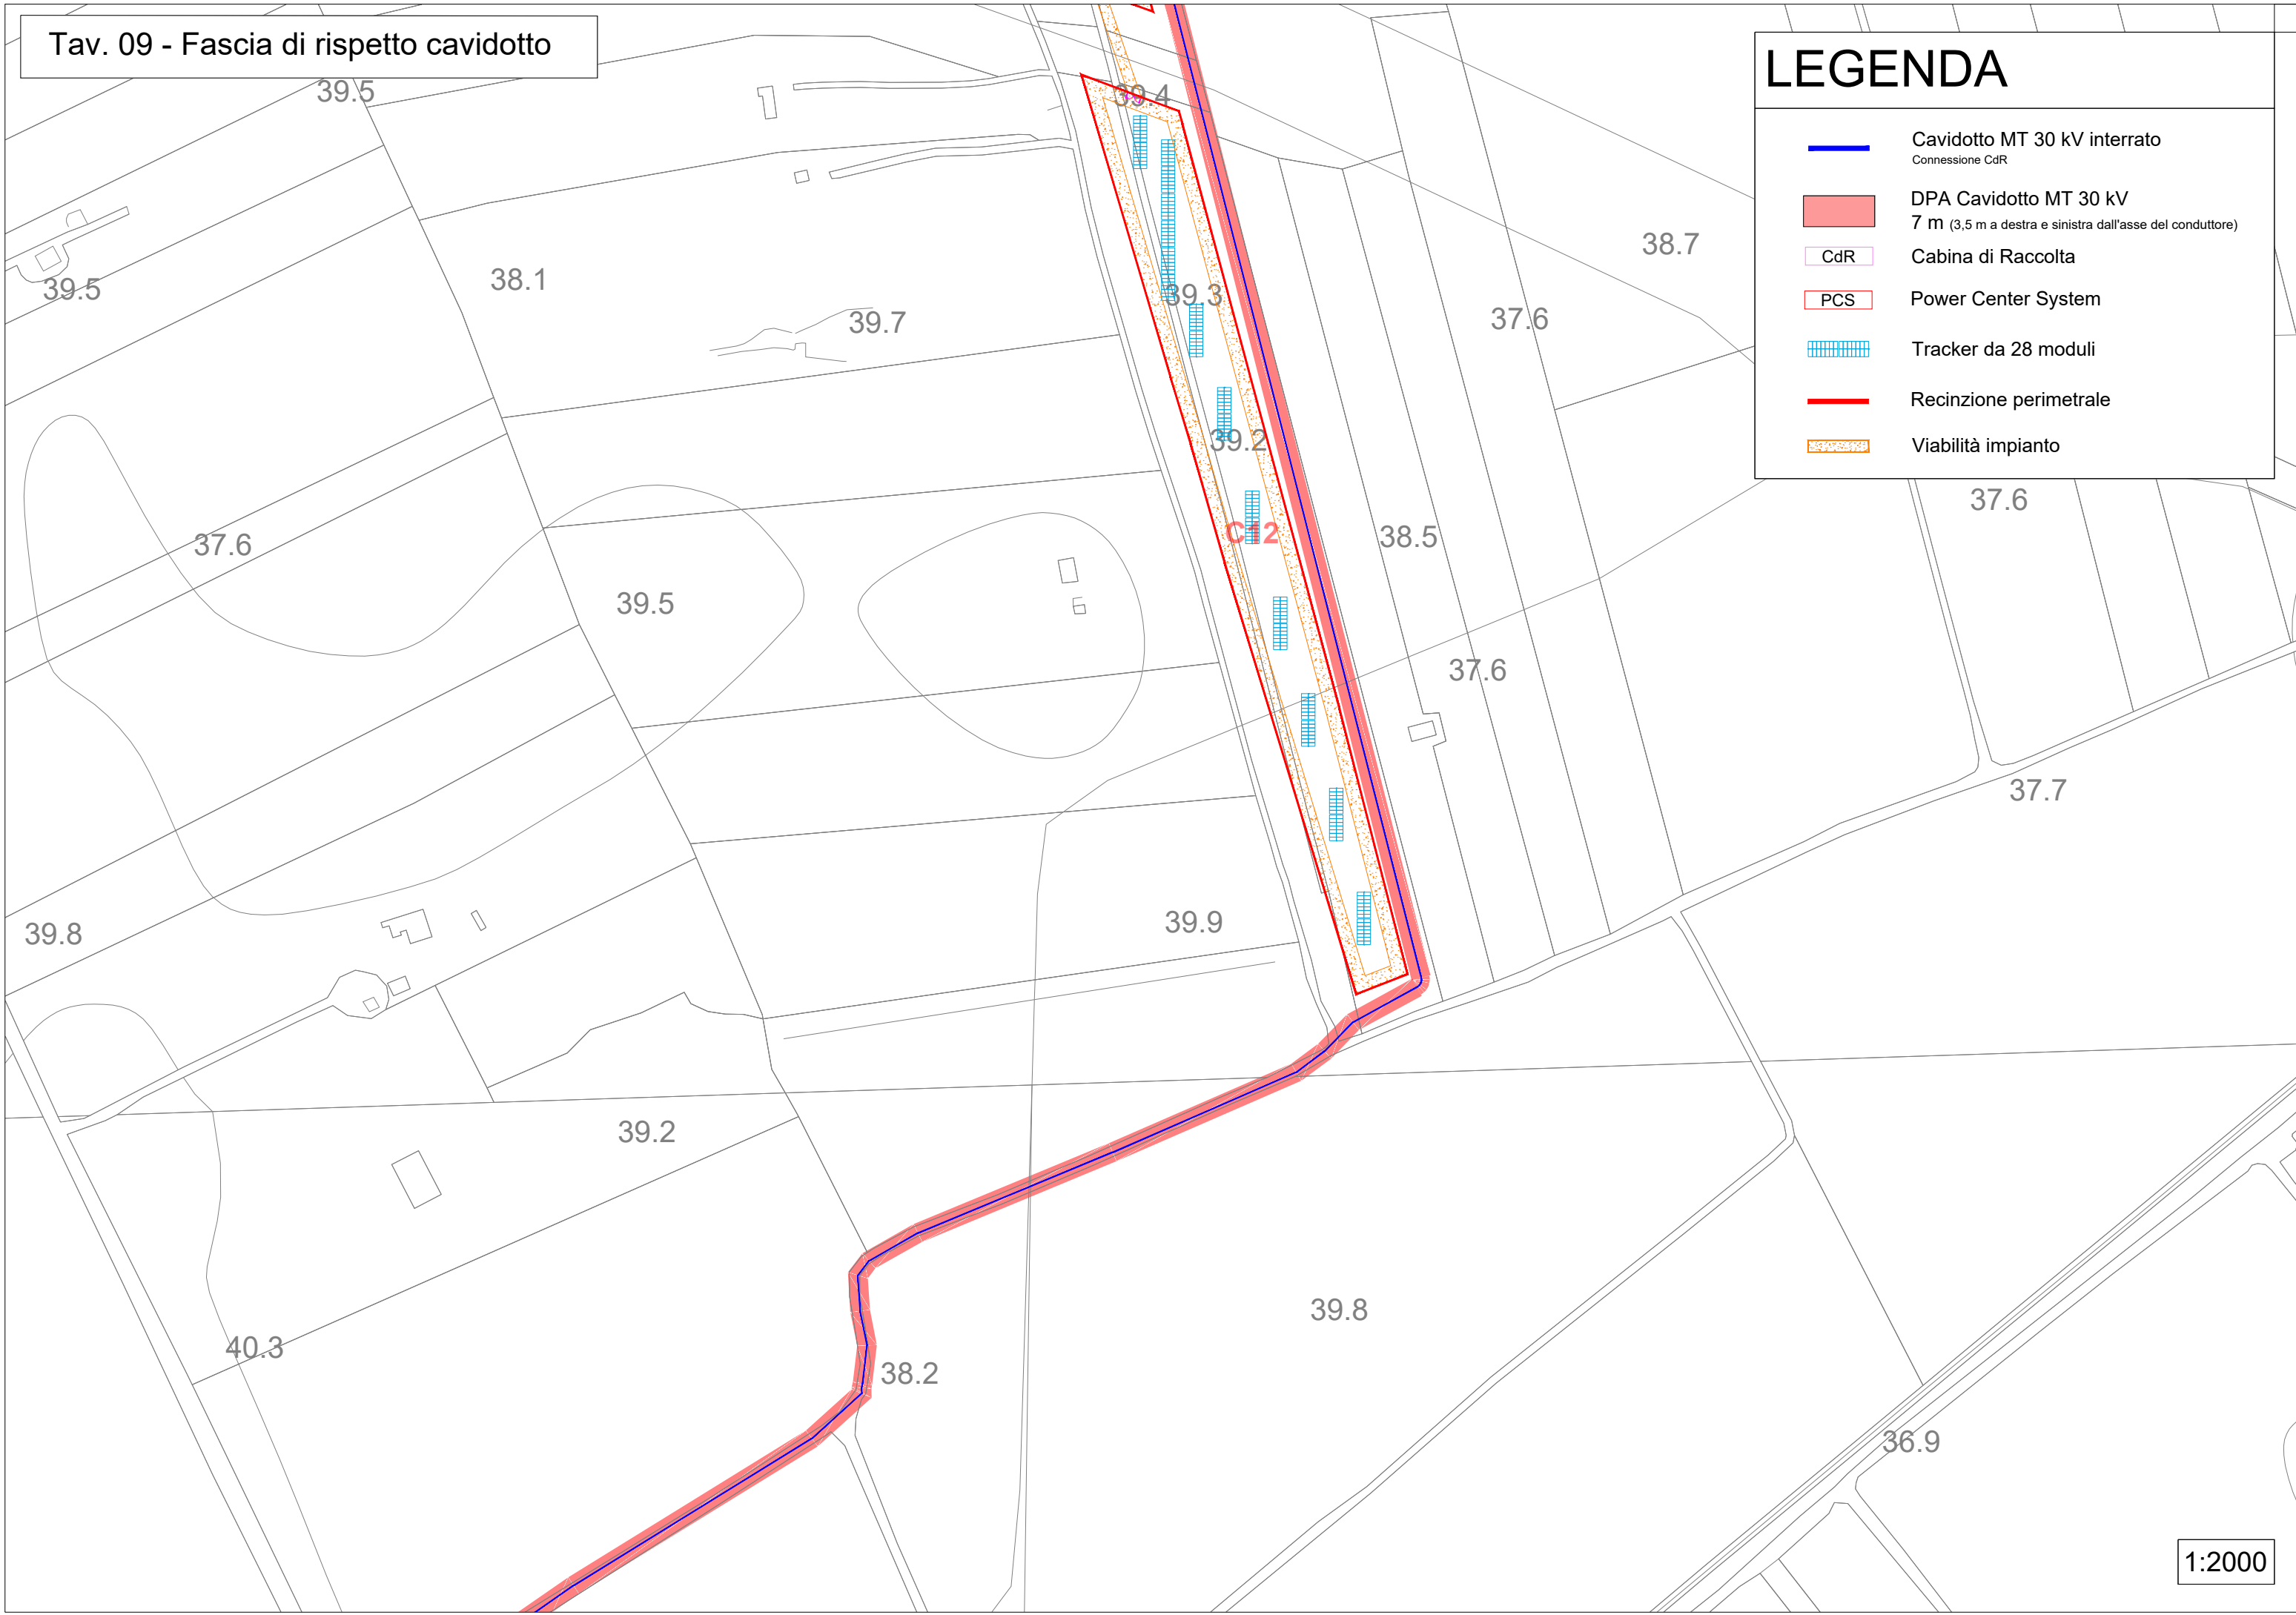 Tav. 09 - Fascia di rispetto cavidotto
LEGENDA
Cavidotto MT 30 kV interrato
Connessione CdR
DPA Cavidotto MT 30 kV
7 m (3,5 m a destra e sinistra dall'asse del conduttore)
CdR Cabina di Raccolta
PCS Power Center System
Tracker da 28 moduli
Recinzione perimetrale
Viabilità impianto
39.5
39.4
38.7
38.1
39.5
39.3
39.7
37.6
39.2
37.6
C12
38.5
37.6
39.5
37.6
37.7
39.9
39.8
39.2
39.8
40.3
38.2
36.9
1:2000